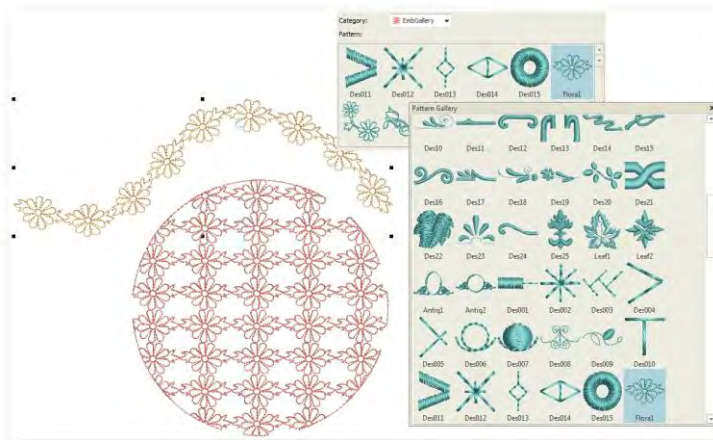 Category: EmbGallery
Pattern:
Des011 Des012 Des013 Des014 Des015 Flora1
Pattern Gallery
Des10 Des11 Des12 Des13 Des14 Des15
Des16 Des17 Des18 Des19 Des20 Des21
Des22 Des23 Des24 Des25 Leaf1 Leaf2
Antiq1 Antiq2 Des001 Des002 Des003 Des004
Des005 Des006 Des007 Des008 Des009 Des010
Des011 Des012 Des013 Des014 Des015 Flora1